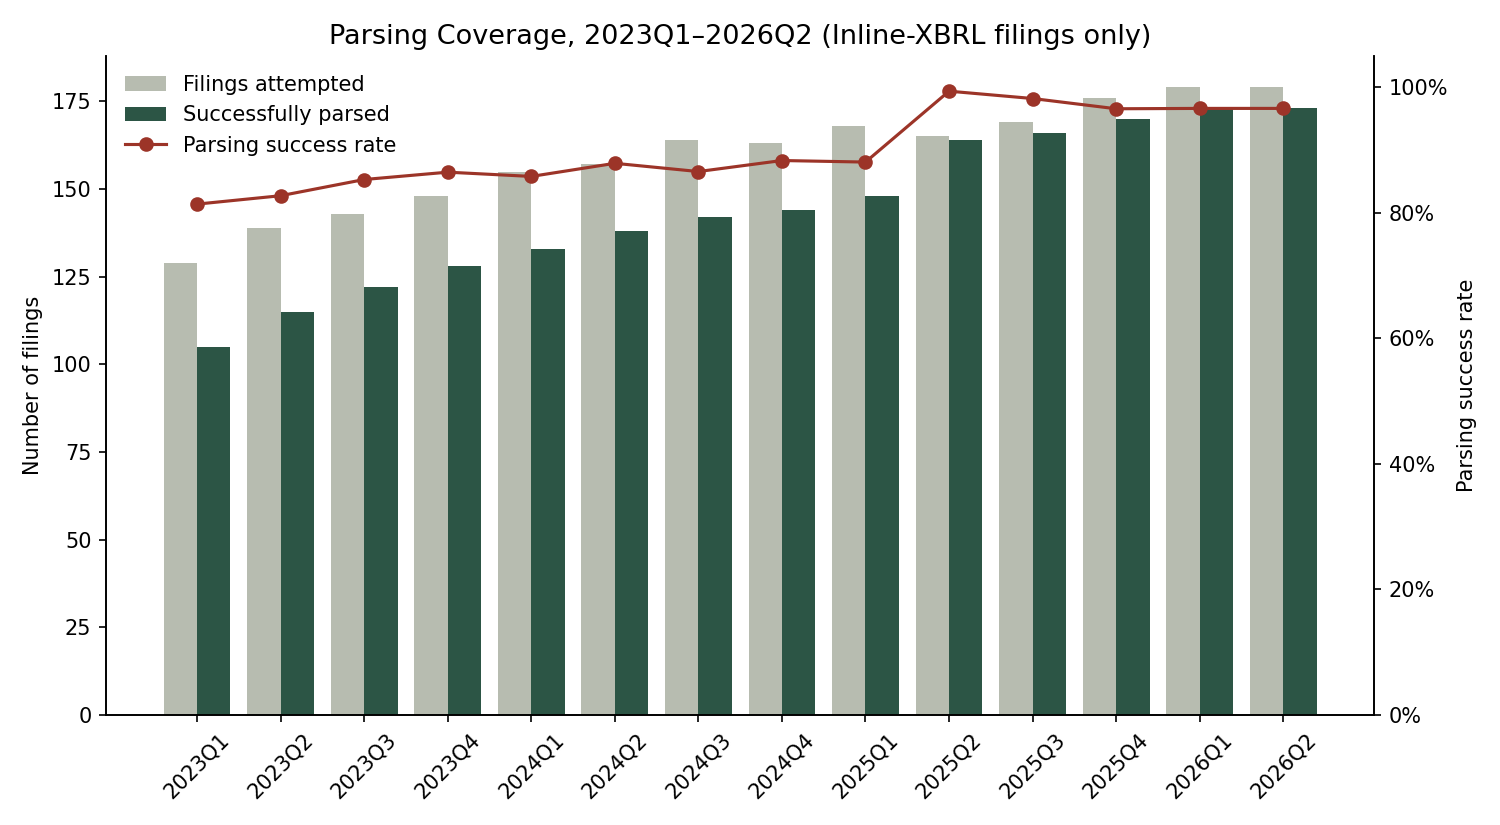 Parsing Coverage, 2023Q1–2026Q2 (Inline-XBRL filings only)
Filings attempted
Successfully parsed
Parsing success rate
Number of filings
175
150
125
100
75
50
25
0
100%
80%
60%
40%
20%
0%
Parsing success rate
2023Q1
2023Q2
2023Q3
2023Q4
2024Q1
2024Q2
2024Q3
2024Q4
2025Q1
2025Q2
2025Q3
2025Q4
2026Q1
2026Q2